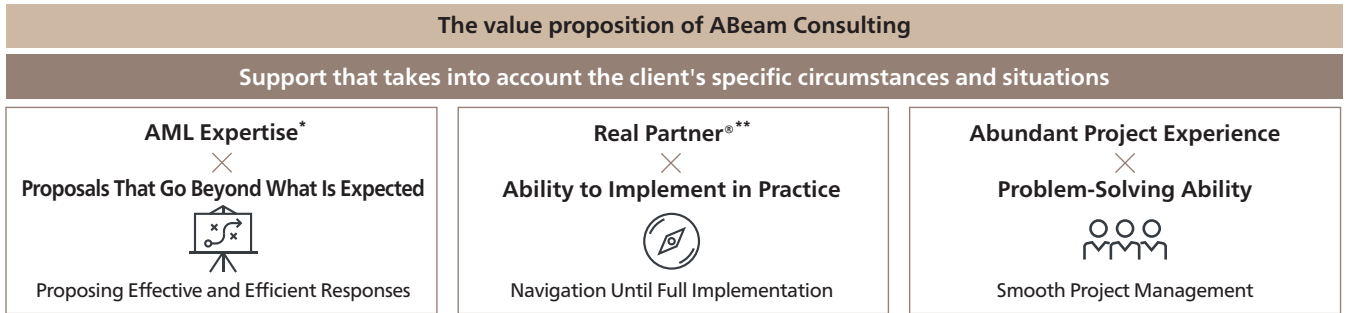 The value proposition of ABeam Consulting
Support that takes into account the client's specific circumstances and situations
AML Expertise*
×
Proposals That Go Beyond What Is Expected
Proposing Effective and Efficient Responses
Real Partner®**
×
Ability to Implement in Practice
Navigation Until Full Implementation
Abundant Project Experience
×
Problem-Solving Ability
Smooth Project Management